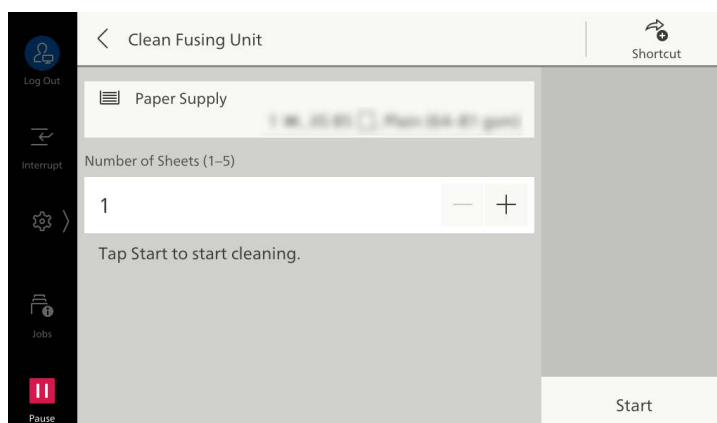 Clean Fusing Unit
Shortcut
Log Out
Paper Supply
Interrupt
Number of Sheets (1–5)
1
Tap Start to start cleaning.
Jobs
Pause
Start